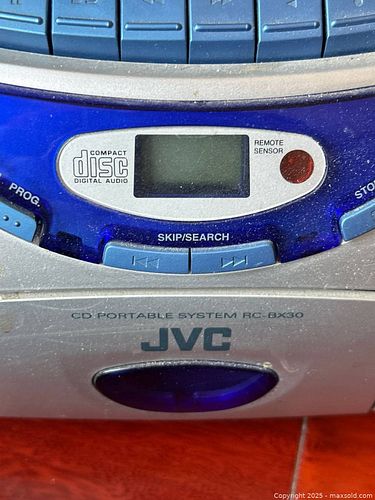 COMPACT
disc
DIGITAL AUDIO
REMOTE
SENSOR
PROG.
SKIP/SEARCH
CD PORTABLE SYSTEM RC-BX30
JVC
Copyright 2025 - maxsold.com